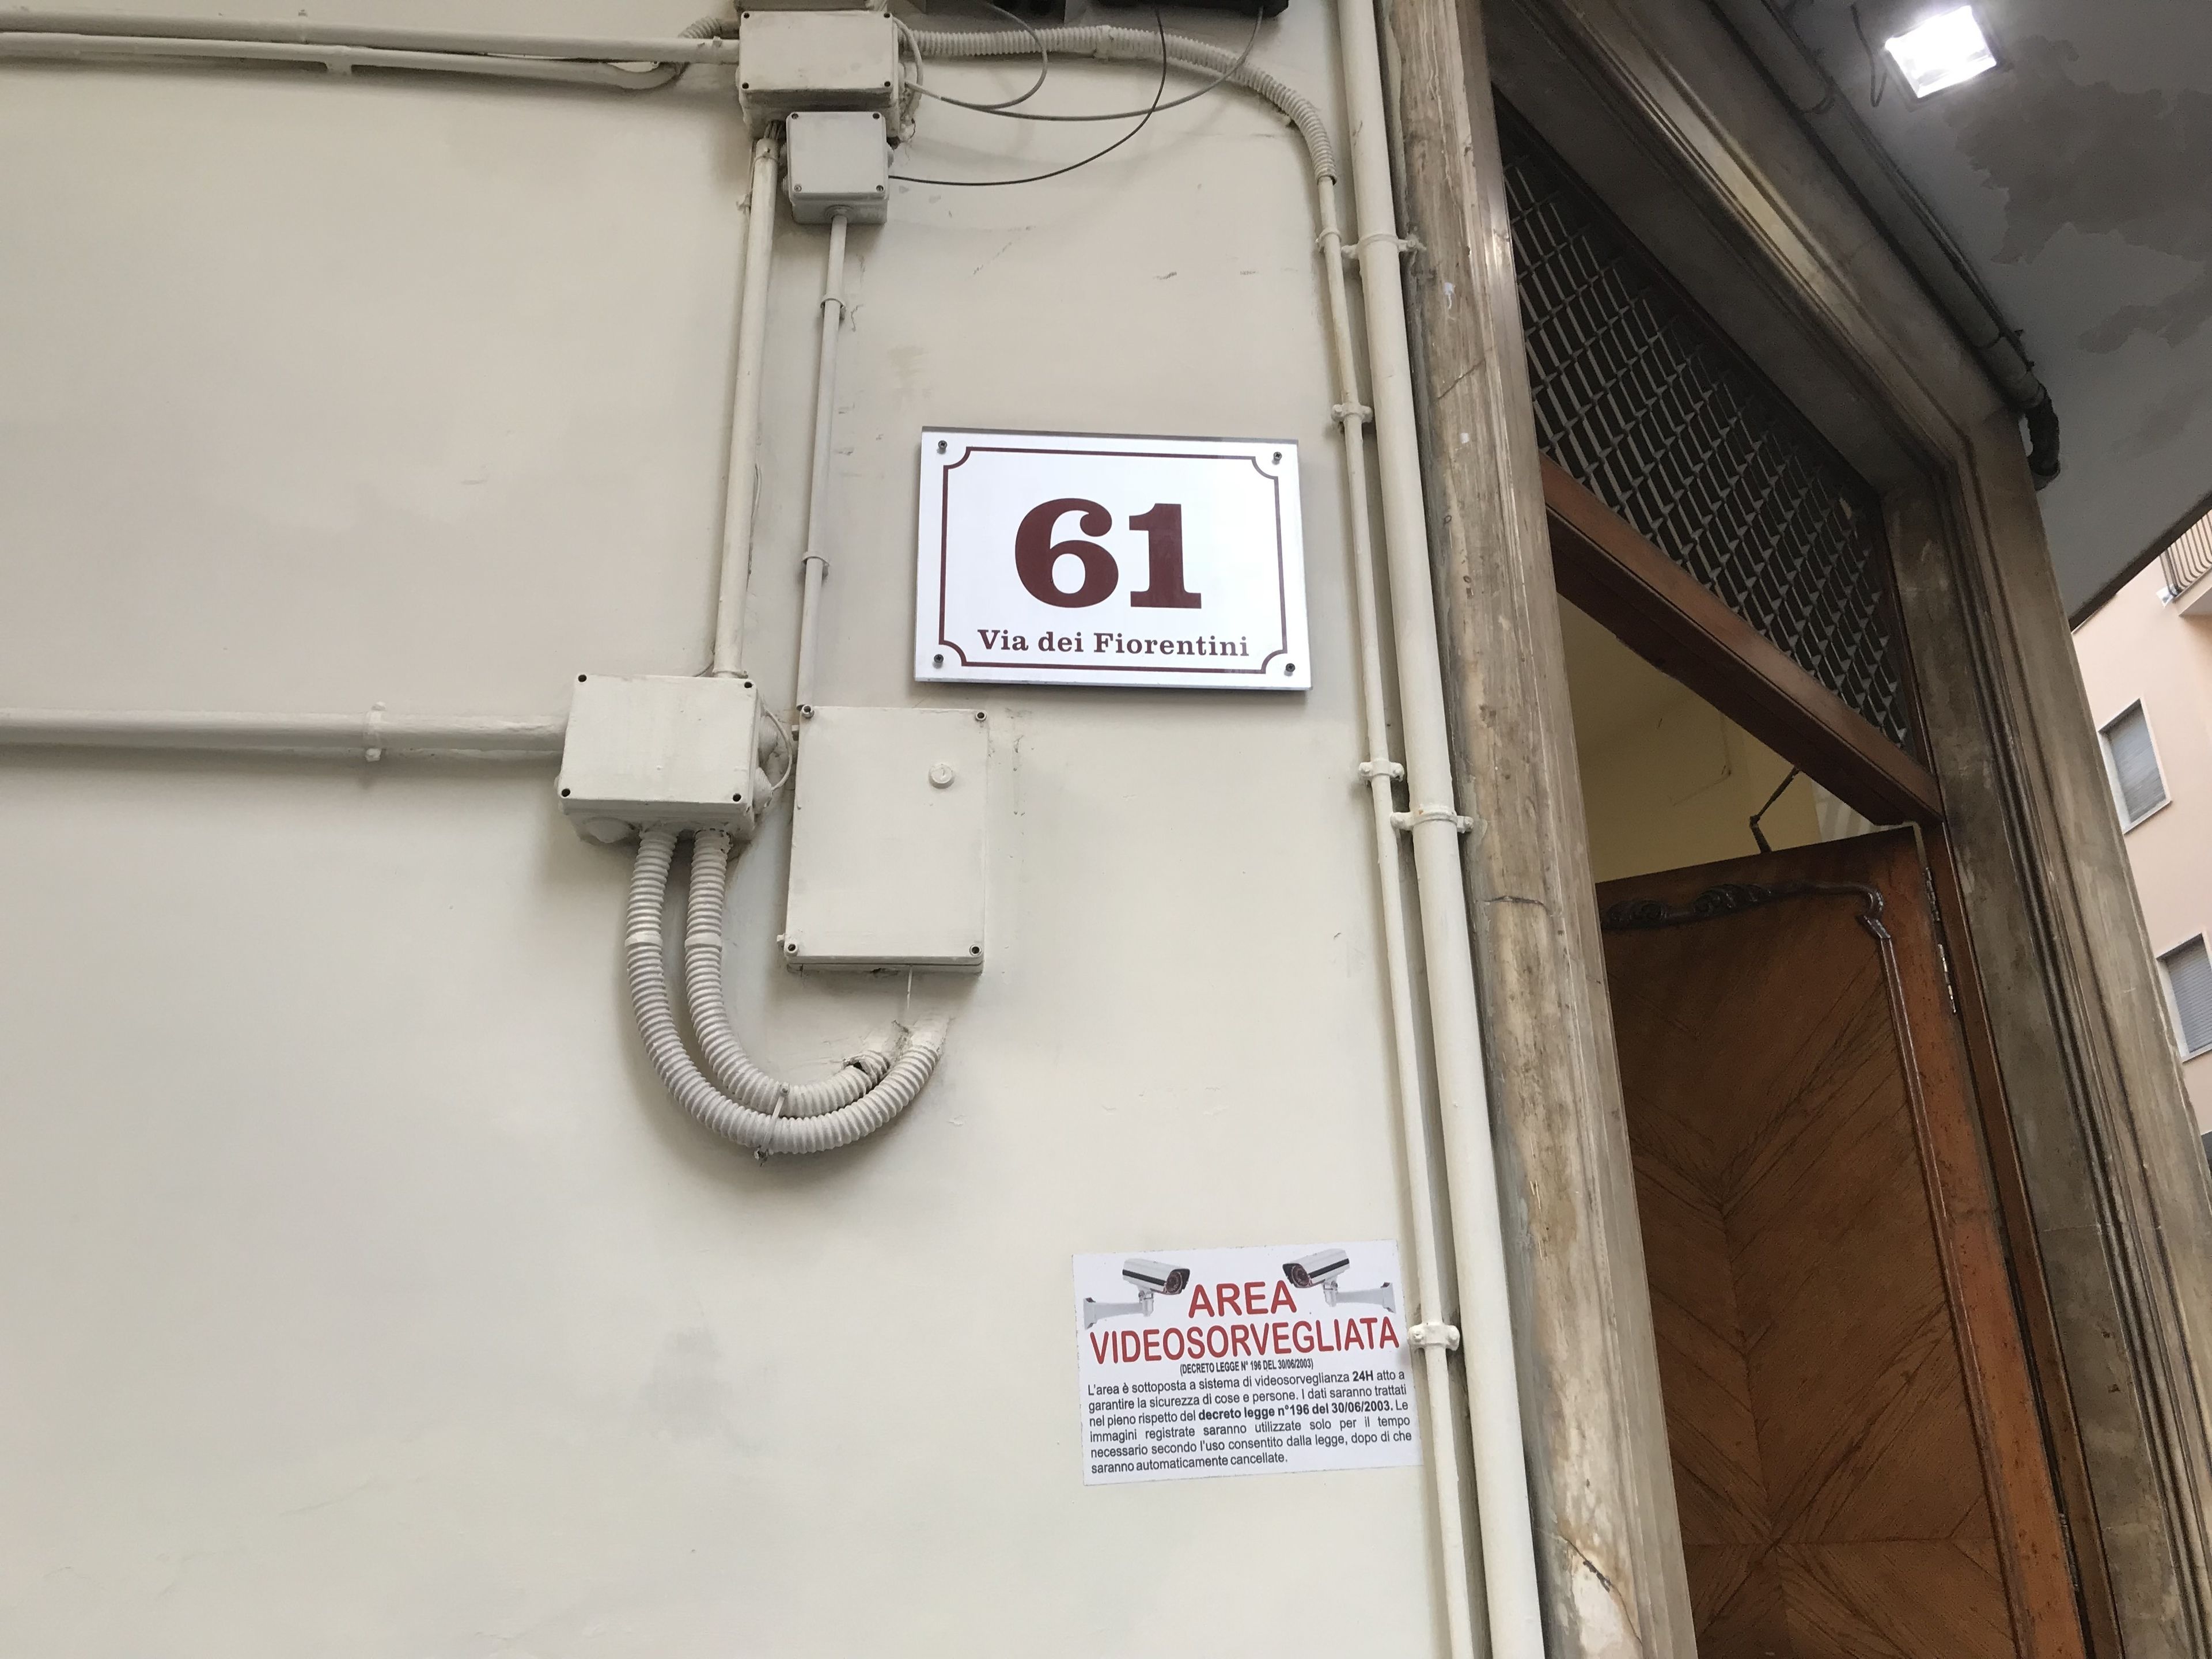 61
Via dei Fiorentini
AREA
VIDEOSORVEGLIATA
(DECRETO LEGGE N° 196 DEL 30/06/2003)
L'area è sottoposta a sistema di videosorveglianza 24H atto a
garantire la sicurezza di cose e persone. I dati saranno trattati
nel pieno rispetto del decreto legge n°196 del 30/06/2003. Le
immagini registrate saranno utilizzate solo per il tempo
necessario secondo l'uso consentito dalla legge, dopo di che
saranno automaticamente cancellate.